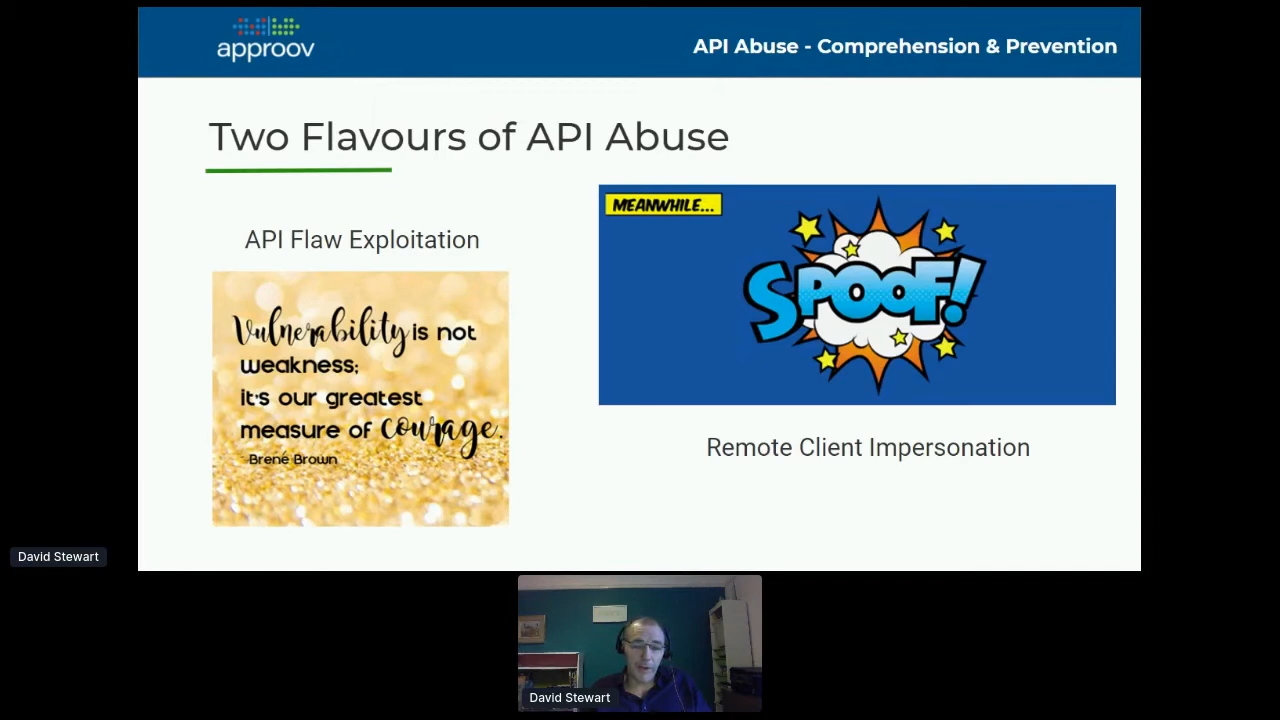 approov
API Abuse - Comprehension & Prevention
Two Flavours of API Abuse
API Flaw Exploitation
Vulnerability is not
weakness;
it's our greatest
measure of courage.
Brené Brown
MEANWHILE...
SPOOF!
Remote Client Impersonation
David Stewart
David Stewart